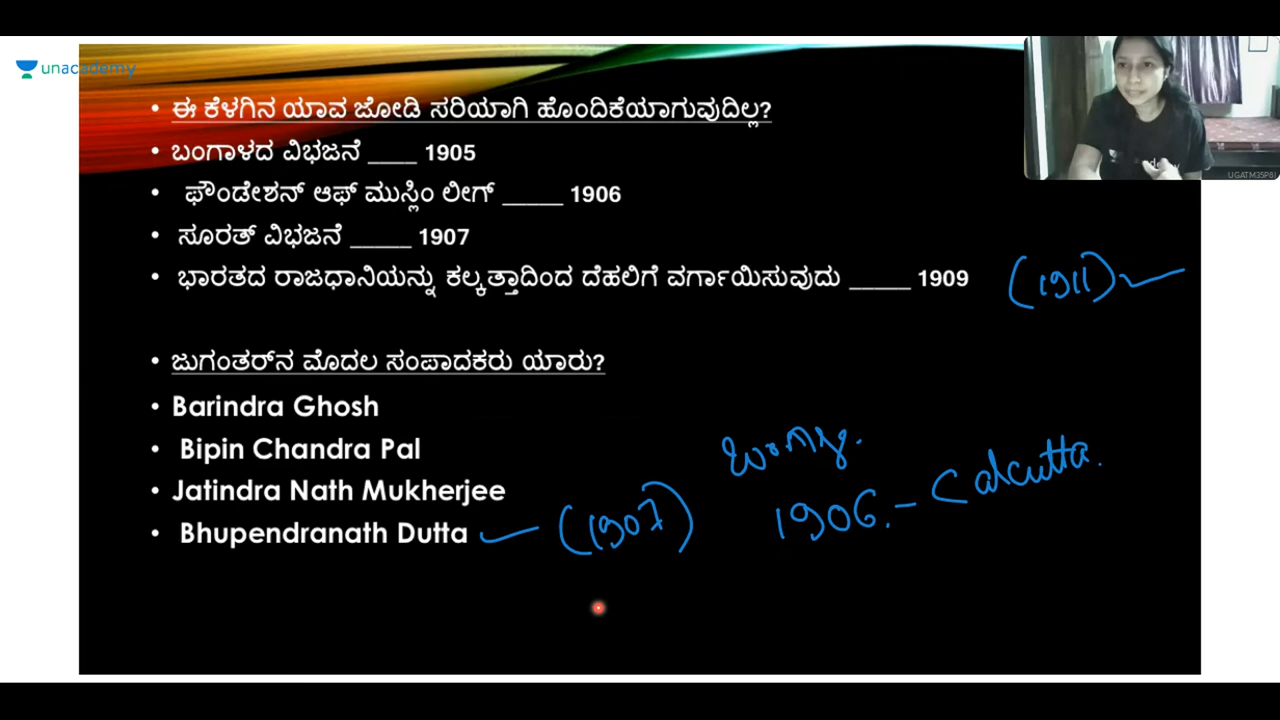 unacademy
ಈ ಕೆಳಗಿನ ಯಾವ ಜೋಡಿ ಸರಿಯಾಗಿ ಹೊಂದಿಕೆಯಾಗುವುದಿಲ್ಲ?
ಬಂಗಾಳದ ವಿಭಜನೆ ____ 1905
ಫೌಂಡೇಶನ್ ಆಫ್ ಮುಸ್ಲಿಂ ಲೀಗ್ _____ 1906
ಸೂರತ್ ವಿಭಜನೆ _____ 1907
ಭಾರತದ ರಾಜಧಾನಿಯನ್ನು ಕಲ್ಕತ್ತಾದಿಂದ ದೆಹಲಿಗೆ ವರ್ಗಾಯಿಸುವುದು _____ 1909 (1911)
ಜುಗಂತರ್‌ನ ಮೊದಲ ಸಂಪಾದಕರು ಯಾರು?
Barindra Ghosh
Bipin Chandra Pal
Jatindra Nath Mukherjee
Bhupendranath Dutta (1907) 1906. - Calcutta.
UGATM35P8I